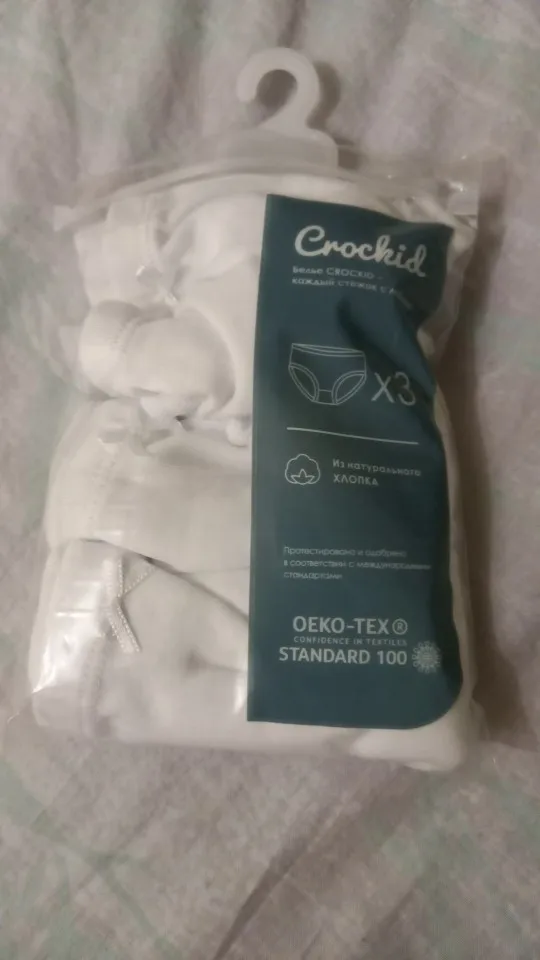 Crockid
Белье CROCKID –
каждый стежок с
X3
Из натурального
ХЛОПКА
Протестировано и одобрено
в соответствии с международными
стандартами
OEKO-TEX®
CONFIDENCE IN TEXTILES
STANDARD 100